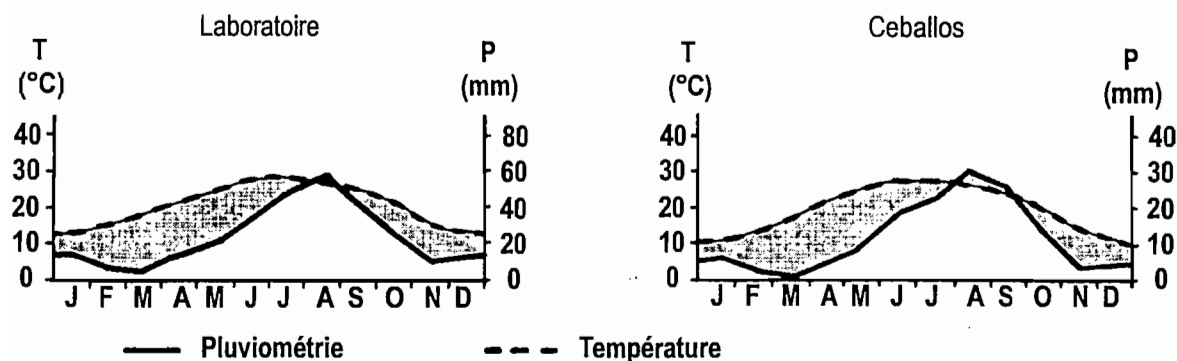 Laboratoire
T
(°C)
P
(mm)
40
30
20
10
0
80
60
40
20
0
J F M A M J J A S O N D
Ceballos
T
(°C)
P
(mm)
40
30
20
10
0
40
30
20
10
0
J F M A M J J A S O N D
Pluviométrie
Température